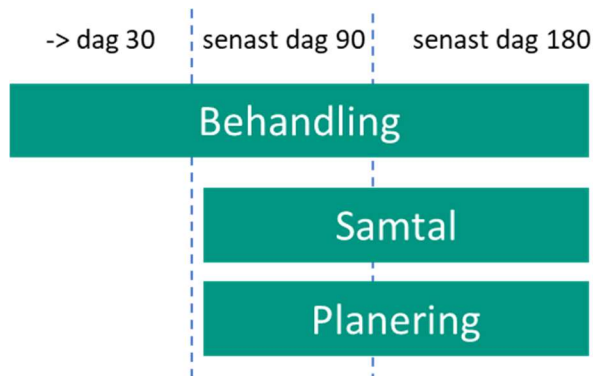 -> dag 30
senast dag 90
senast dag 180
Behandling
Samtal
Planering